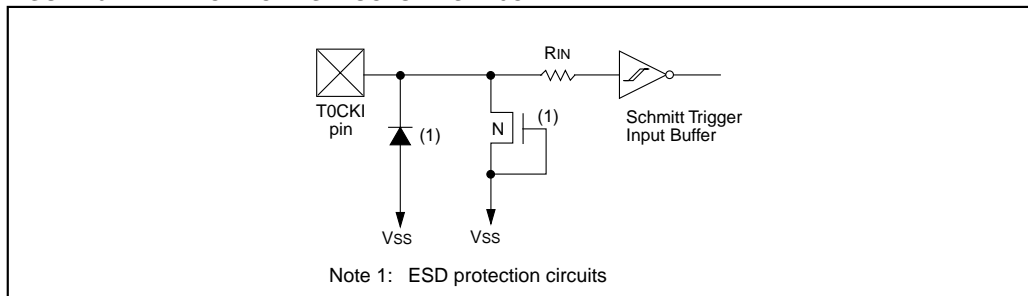 RIN
T0CKI
pin
(1)
N
(1)
Schmitt Trigger
Input Buffer
VSS
VSS
Note 1: ESD protection circuits